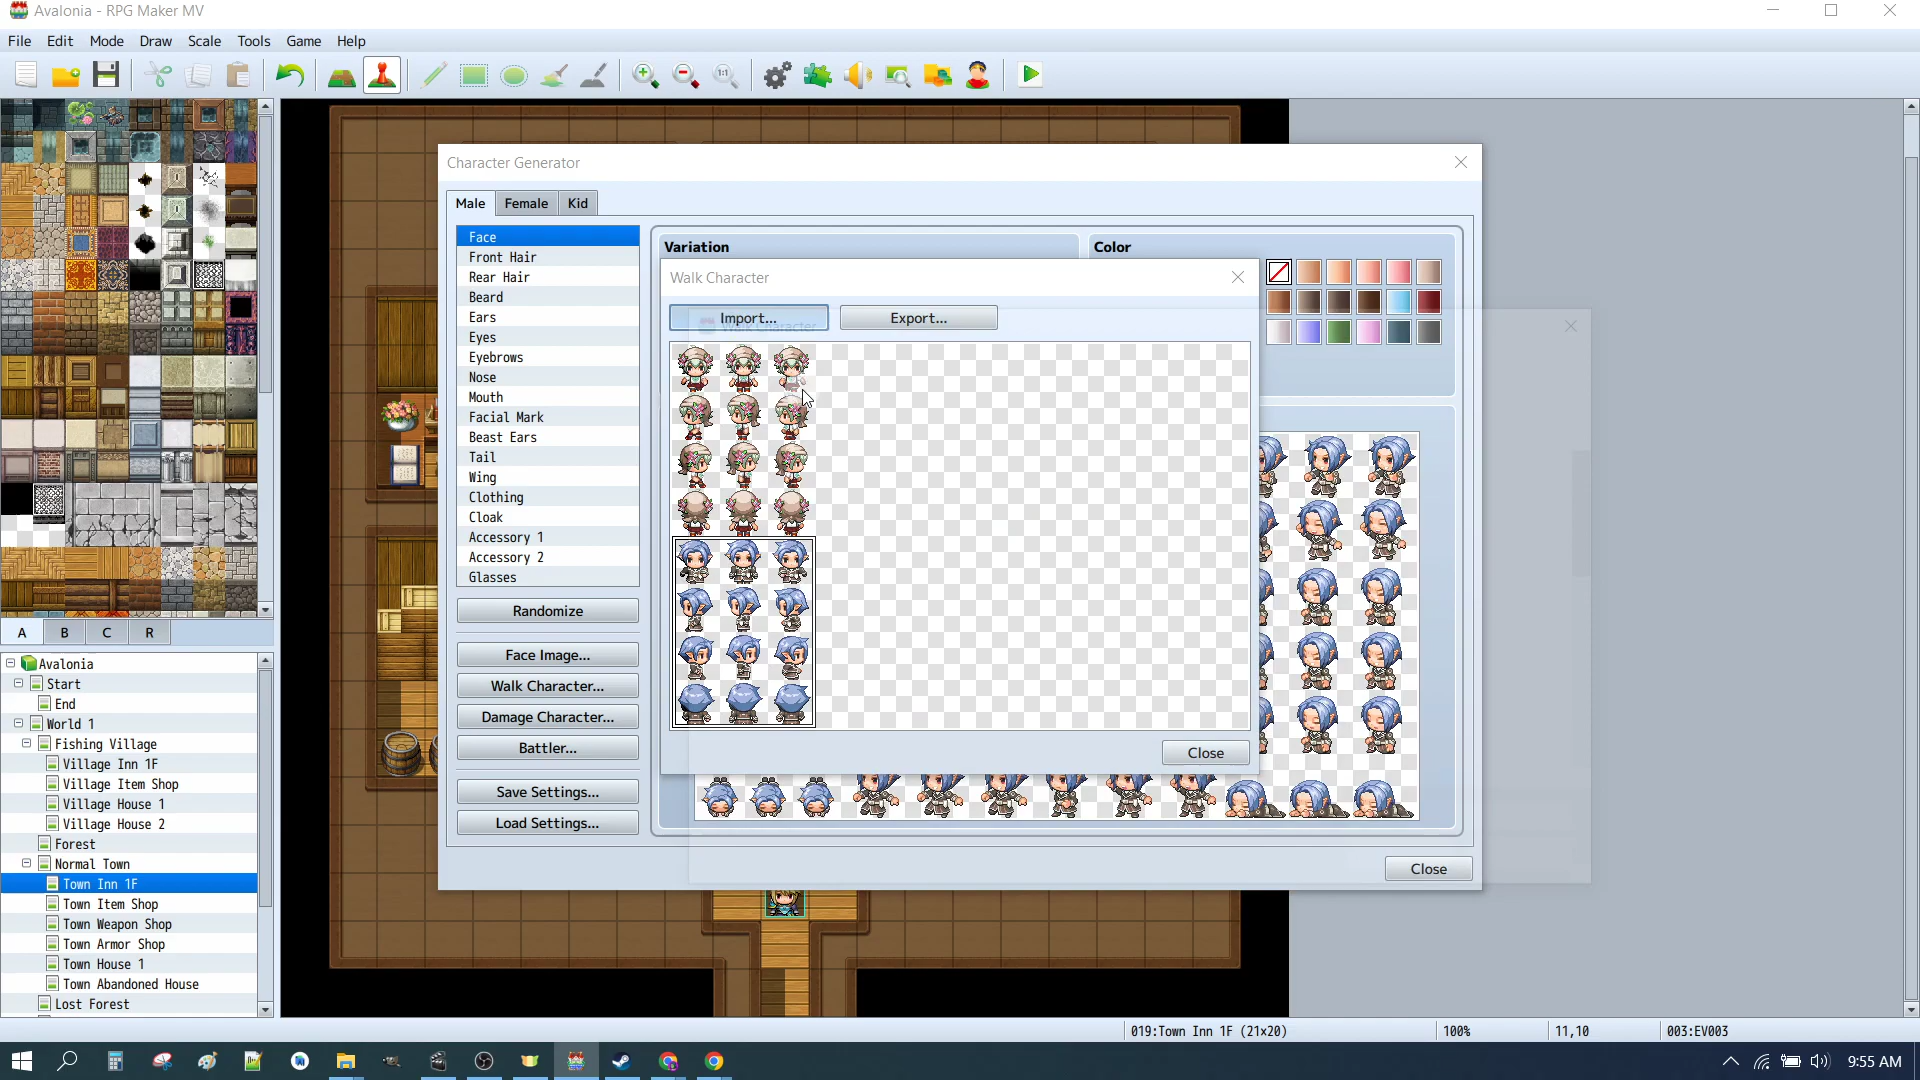 Avalonia - RPG Maker MV
File Edit Mode Draw Scale Tools Game Help
1:1
Character Generator
Male Female Kid
Face
Front Hair
Rear Hair
Beard
Ears
Eyes
Eyebrows
Nose
Mouth
Facial Mark
Beast Ears
Tail
Wing
Clothing
Cloak
Accessory 1
Accessory 2
Glasses
Randomize
Face Image...
Walk Character...
Damage Character...
Battler...
Save Settings...
Load Settings...
Variation
Color
Walk Character
Import...
Export...
Walk Character
Close
Close
A B C R
Avalonia
Start
End
World 1
Fishing Village
Village Inn 1F
Village Item Shop
Village House 1
Village House 2
Forest
Normal Town
Town Inn 1F
Town Item Shop
Town Weapon Shop
Town Armor Shop
Town House 1
Town Abandoned House
Lost Forest
019:Town Inn 1F (21x20)
100%
11,10
003:EV003
9:55 AM